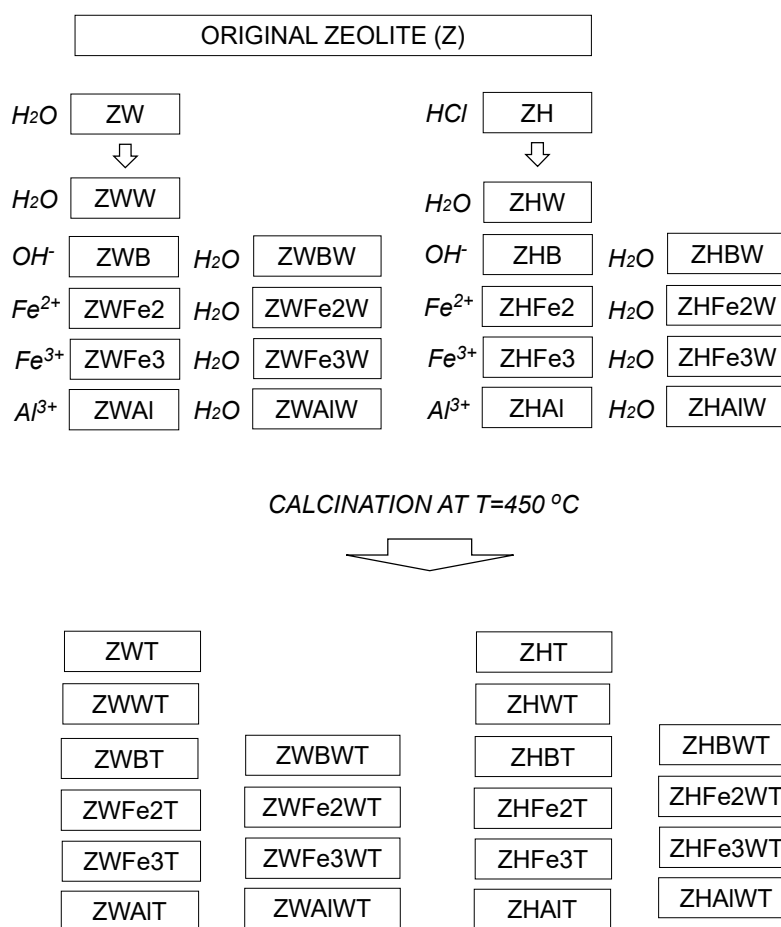 ORIGINAL ZEOLITE (Z)
H2O ZW HCl ZH
H2O ZWW H2O ZHW
OH- ZWB H2O ZWBW OH- ZHB H2O ZHBW
Fe2+ ZWFe2 H2O ZWFe2W Fe2+ ZHFe2 H2O ZHFe2W
Fe3+ ZWFe3 H2O ZWFe3W Fe3+ ZHFe3 H2O ZHFe3W
Al3+ ZWAl H2O ZWAlW Al3+ ZHAl H2O ZHAlW
CALCINATION AT T=450 oC
ZWT ZHT
ZWWT ZHWT
ZWBT ZWBWT ZHBT ZHBWT
ZWFe2T ZWFe2WT ZHFe2T ZHFe2WT
ZWFe3T ZWFe3WT ZHFe3T ZHFe3WT
ZWAlT ZWAlWT ZHAlT ZHAlWT